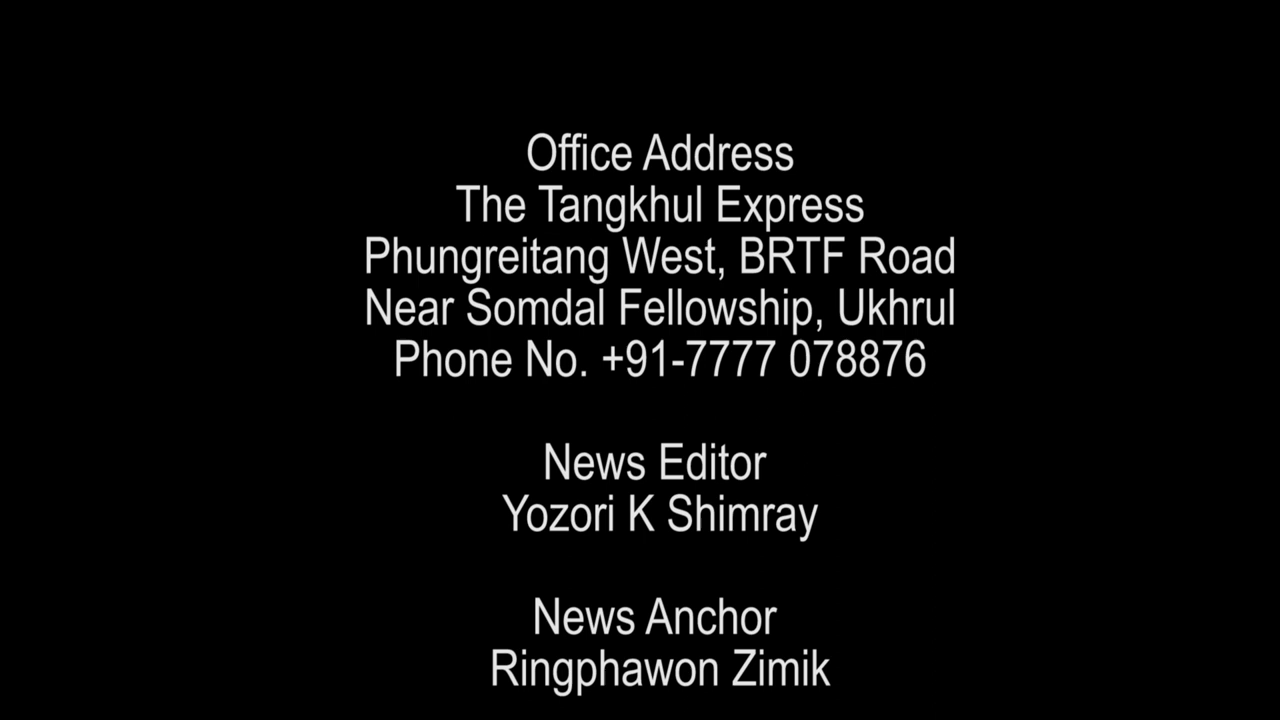 Office Address
The Tangkhul Express
Phungreitang West, BRTF Road
Near Somdal Fellowship, Ukhrul
Phone No. +91-7777 078876
News Editor
Yozori K Shimray
News Anchor
Ringphawon Zimik